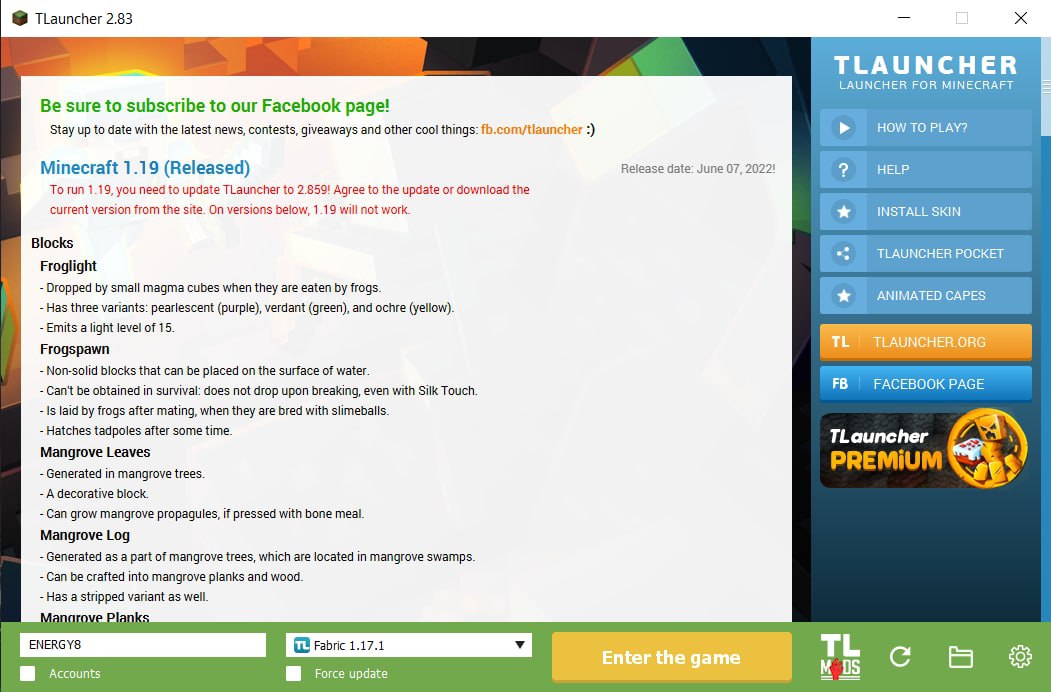 TLauncher 2.83
Be sure to subscribe to our Facebook page!
Stay up to date with the latest news, contests, giveaways and other cool things: fb.com/tlauncher :)
Minecraft 1.19 (Released)
Release date: June 07, 2022!
To run 1.19, you need to update TLauncher to 2.859! Agree to the update or download the
current version from the site. On versions below, 1.19 will not work.
Blocks
Froglight
- Dropped by small magma cubes when they are eaten by frogs.
- Has three variants: pearlescent (purple), verdant (green), and ochre (yellow).
- Emits a light level of 15.
Frogspawn
- Non-solid blocks that can be placed on the surface of water.
- Can't be obtained in survival: does not drop upon breaking, even with Silk Touch.
- Is laid by frogs after mating, when they are bred with slimeballs.
- Hatches tadpoles after some time.
Mangrove Leaves
- Generated in mangrove trees.
- A decorative block.
- Can grow mangrove propagules, if pressed with bone meal.
Mangrove Log
- Generated as a part of mangrove trees, which are located in mangrove swamps.
- Can be crafted into mangrove planks and wood.
- Has a stripped variant as well.
Mangrove Planks
TLAUNCHER
LAUNCHER FOR MINECRAFT
HOW TO PLAY?
? HELP
INSTALL SKIN
TLAUNCHER POCKET
ANIMATED CAPES
TL TLAUNCHER.ORG
FB FACEBOOK PAGE
TLauncher
PREMIUM
ENERGY8
TL Fabric 1.17.1
Accounts
Force update
Enter the game
TL
MODS